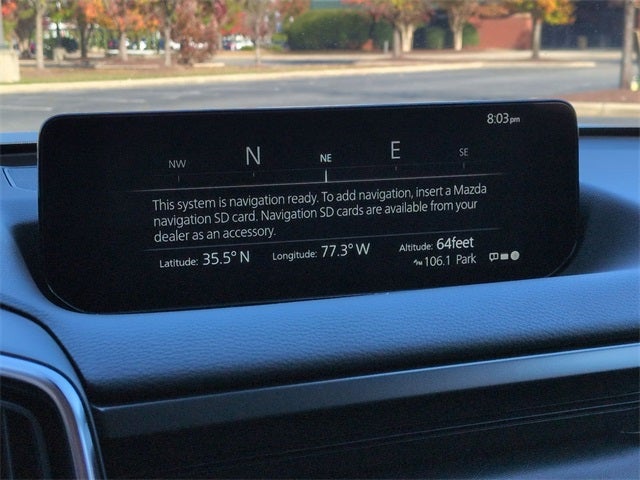 8:03pm
NW N NE E SE
This system is navigation ready. To add navigation, insert a Mazda
navigation SD card. Navigation SD cards are available from your
dealer as an accessory.
Latitude: 35.5° N Longitude: 77.3° W Altitude: 64feet
106.1 Park